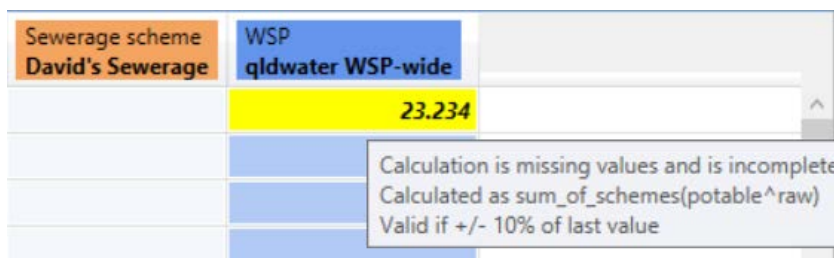 Sewerage scheme
David's Sewerage
WSP
qldwater WSP-wide
23.234
Calculation is missing values and is incomplete
Calculated as sum_of_schemes(potable^raw)
Valid if +/- 10% of last value